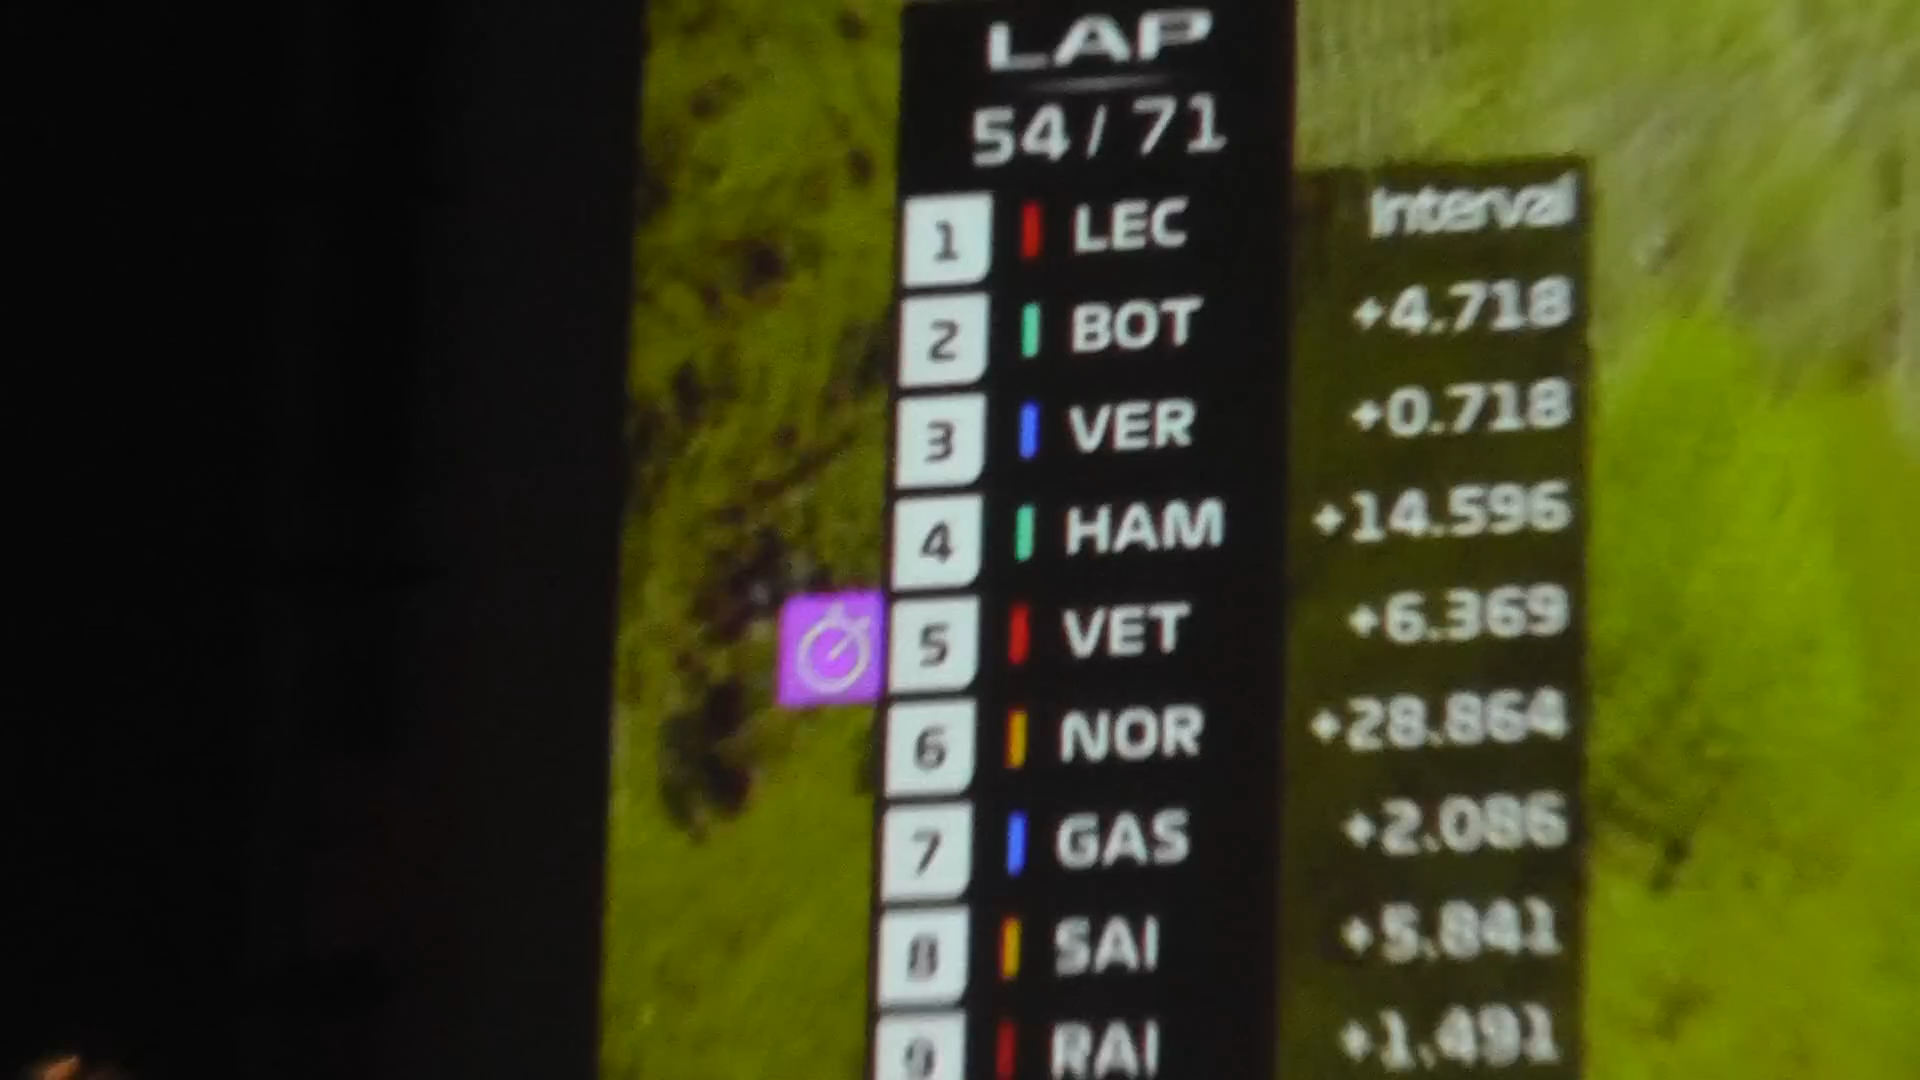 LAP
54/71
Interval
1 LEC
2 BOT +4.718
3 VER +0.718
4 HAM +14.596
5 VET +6.369
6 NOR +28.864
7 GAS +2.086
8 SAI +5.841
9 RAI +1.491